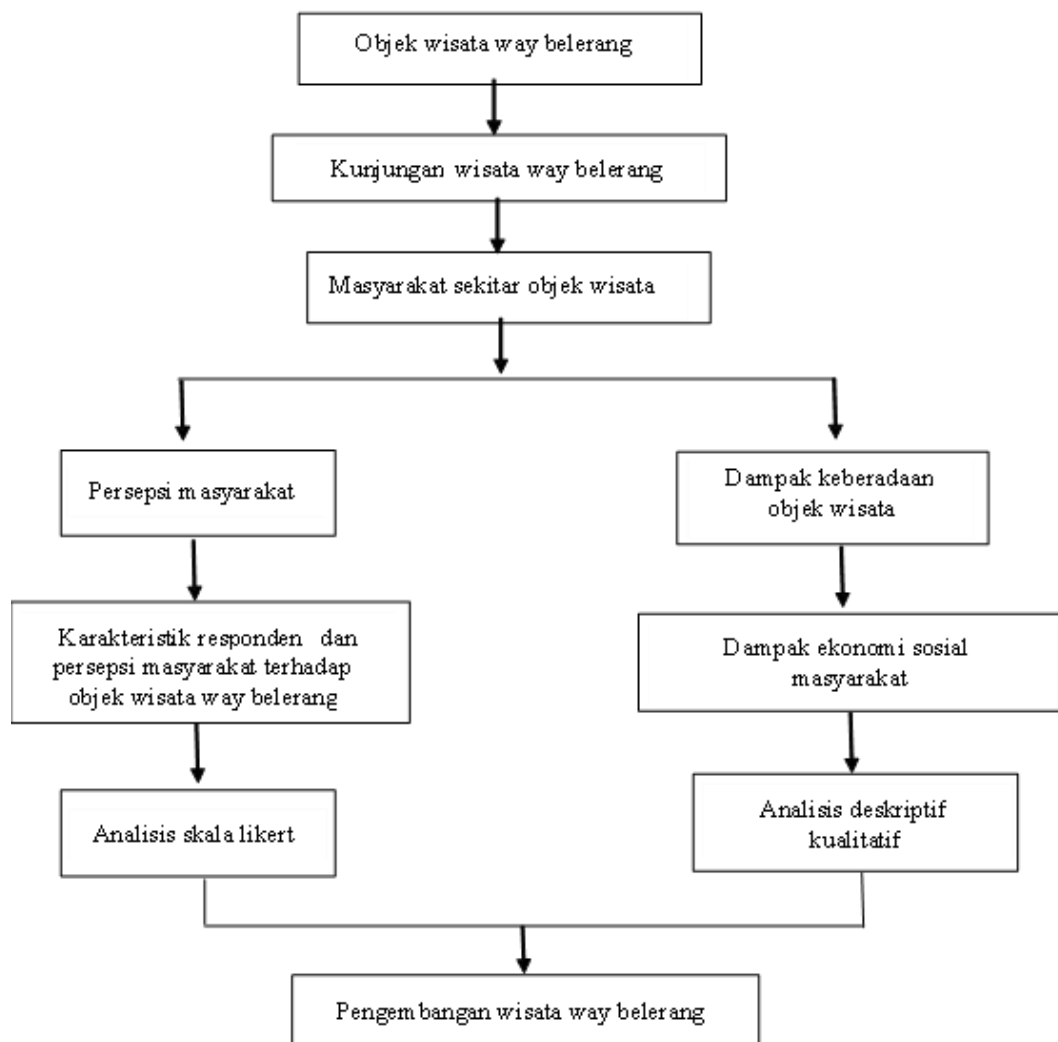 Objek wisata way belerang
Kunjungan wisata way belerang
Masyarakat sekitar objek wisata
Persepsi masyarakat
Dampak keberadaan
objek wisata
Karakteristik responden dan
persepsi masyarakat terhadap
objek wisata way belerang
Dampak ekonomi sosial
masyarakat
Analisis skala likert
Analisis deskriptif
kualitatif
Pengembangan wisata way belerang